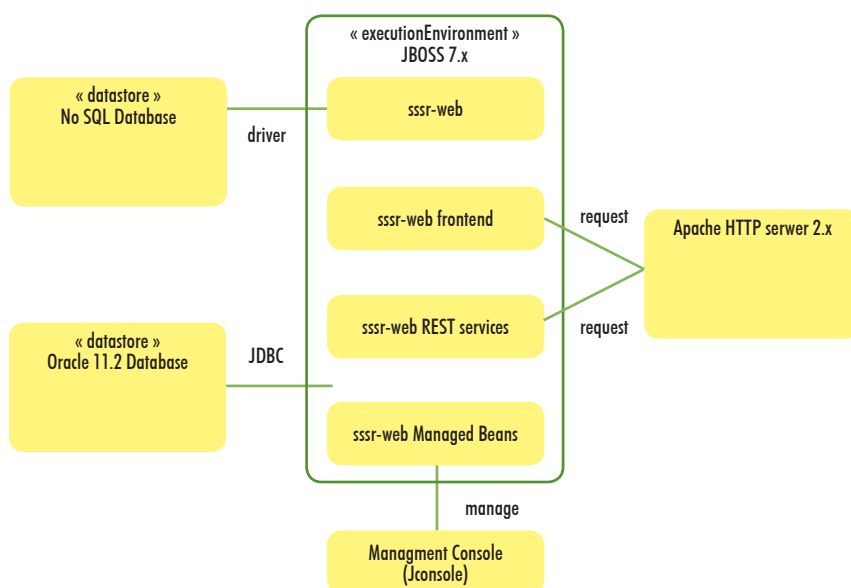 « executionEnvironment »
JBOSS 7.x
« datastore »
No SQL Database
driver
sssr-web
sssr-web frontend
request
Apache HTTP serwer 2.x
sssr-web REST services
request
« datastore »
Oracle 11.2 Database
JDBC
sssr-web Managed Beans
manage
Managment Console
(Jconsole)